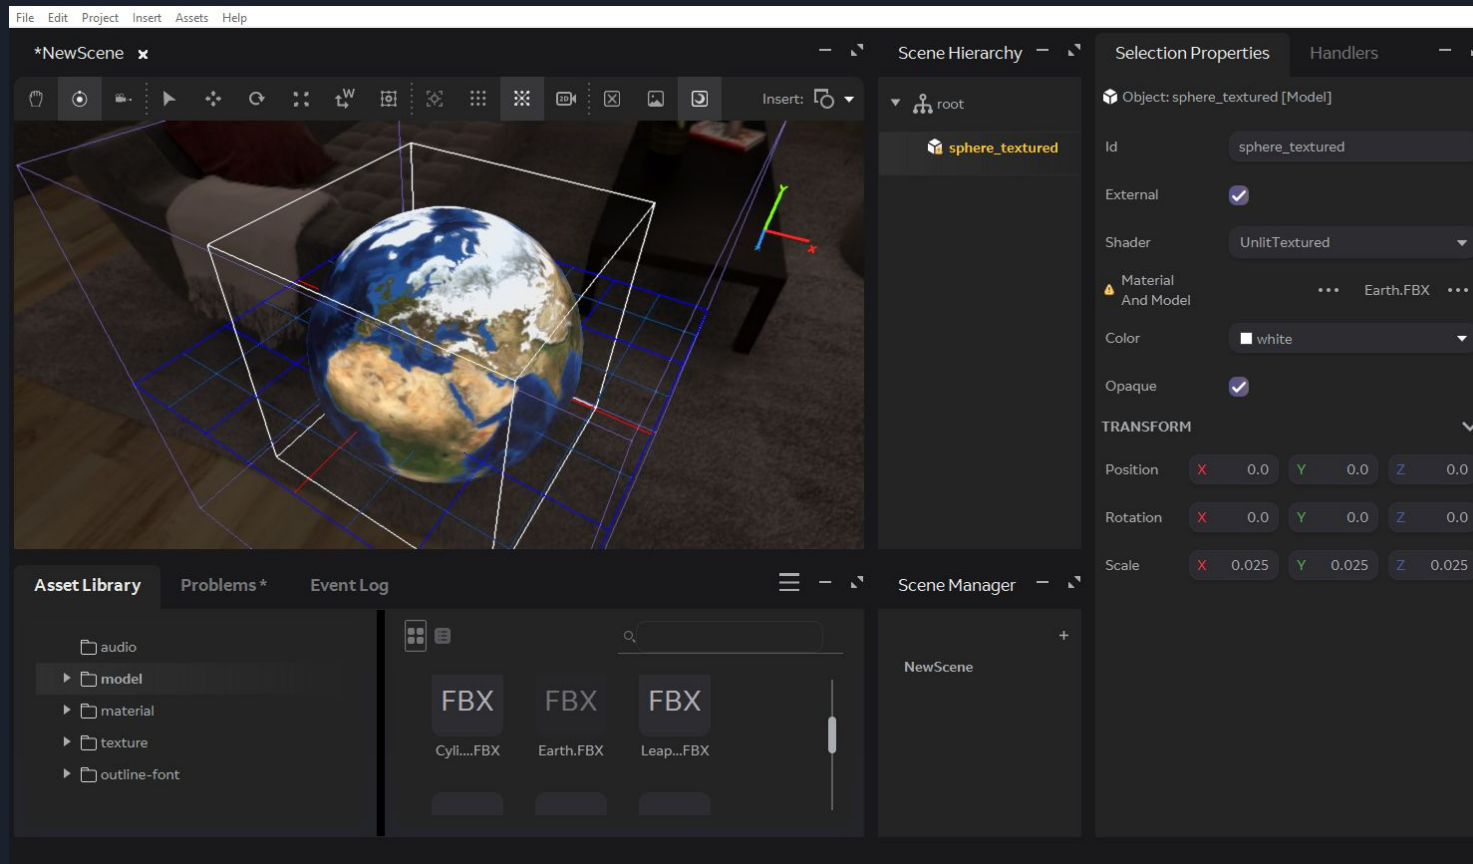 File Edit Project Insert Assets Help
*NewScene
Insert:
W
2D
Y
X
Scene Hierarchy
root
sphere_textured
Selection Properties Handlers
Object: sphere_textured [Model]
Id sphere_textured
External
Shader UnlitTextured
Material
And Model
... Earth.FBX ...
Color white
Opaque
TRANSFORM
Position X 0.0 Y 0.0 Z 0.0
Rotation X 0.0 Y 0.0 Z 0.0
Scale X 0.025 Y 0.025 Z 0.025
Asset Library Problems* Event Log
audio
model
material
texture
outline-font
FBX FBX FBX
Cyli....FBX Earth.FBX Leap...FBX
Scene Manager
+
NewScene